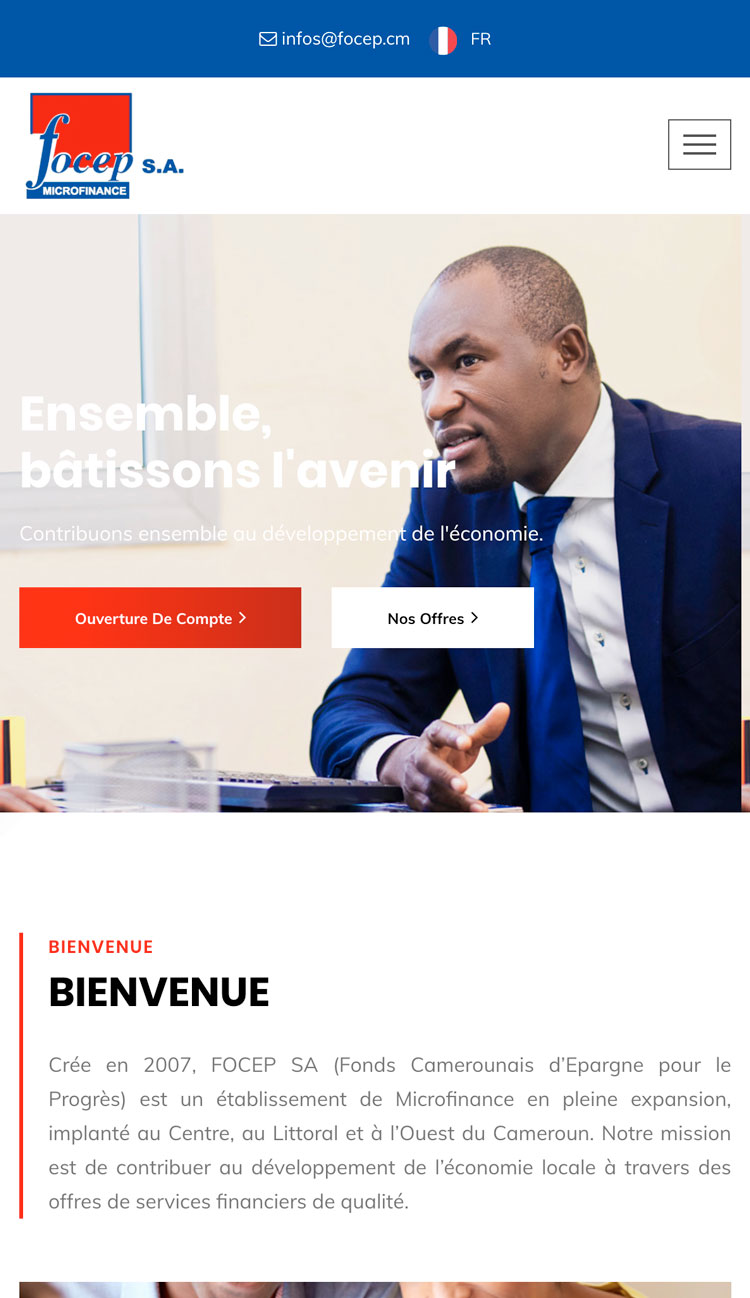 infos@focep.cm FR
focep S.A.
MICROFINANCE
Ensemble,
bâtissons l'avenir
Contribuons ensemble au développement de l'économie.
Ouverture De Compte
Nos Offres
BIENVENUE
BIENVENUE
Crée en 2007, FOCEP SA (Fonds Camerounais d’Epargne pour le
Progrès) est un établissement de Microfinance en pleine expansion,
implanté au Centre, au Littoral et à l’Ouest du Cameroun. Notre mission
est de contribuer au développement de l’économie locale à travers des
offres de services financiers de qualité.